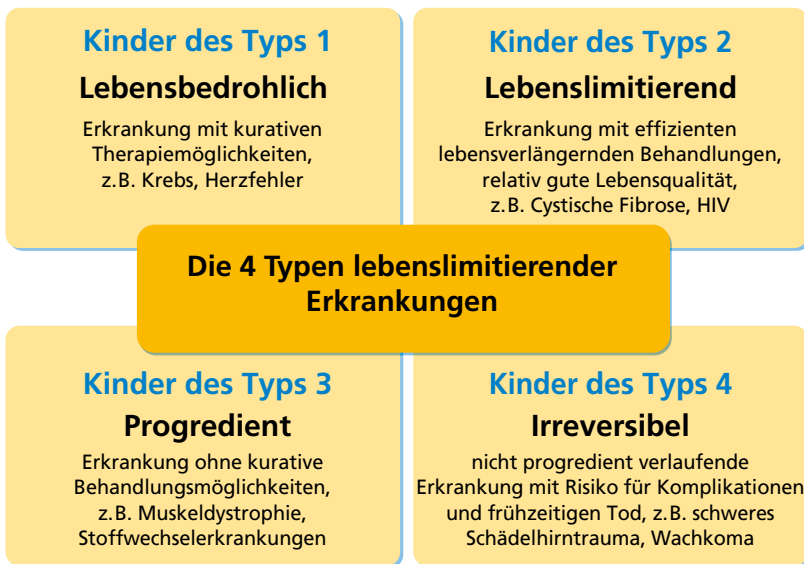 Kinder des Typs 1
Lebensbedrohlich
Erkrankung mit kurativen
Therapiemöglichkeiten,
z.B. Krebs, Herzfehler
Kinder des Typs 2
Lebenslimitierend
Erkrankung mit effizienten
lebensverlängernden Behandlungen,
relativ gute Lebensqualität,
z.B. Cystische Fibrose, HIV
Die 4 Typen lebenslimitierender
Erkrankungen
Kinder des Typs 3
Progredient
Erkrankung ohne kurative
Behandlungsmöglichkeiten,
z.B. Muskeldystrophie,
Stoffwechselerkrankungen
Kinder des Typs 4
Irreversibel
nicht progredient verlaufende
Erkrankung mit Risiko für Komplikationen
und frühzeitigen Tod, z.B. schweres
Schädelhirntrauma, Wachkoma